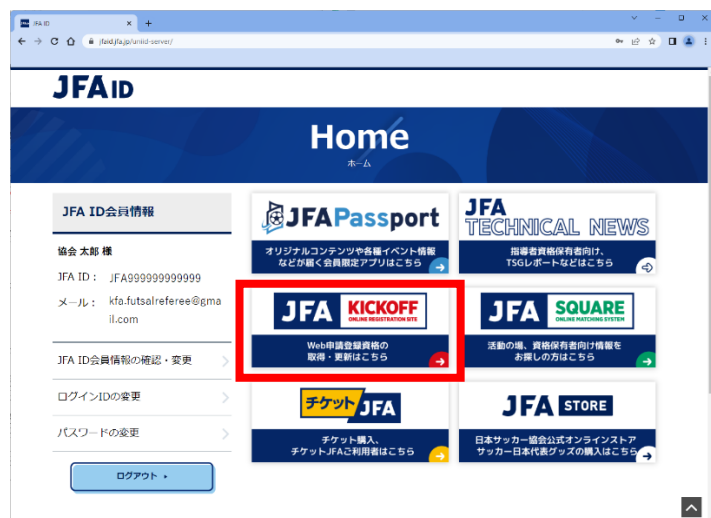 JFA ID
jfaid.jfa.jp/uniid-server/
JFA ID
Home
ホーム
JFA ID会員情報
協会 太郎 様
JFA ID： JFA999999999999
メール： kfa.futsalreferee@gma
il.com
JFA ID会員情報の確認・変更
ログインIDの変更
パスワードの変更
ログアウト
JFAPassport
オリジナルコンテンツや各種イベント情報
などが届く会員限定アプリはこちら
JFA
TECHNICAL NEWS
指導者資格保有者向け、
TSGレポートなどはこちら
JFA KICKOFF
ONLINE REGISTRATION SITE
Web申請登録資格の
取得・更新はこちら
JFA SQUARE
ONLINE MATCHING SYSTEM
活動の場、資格保有者向け情報を
お探しの方はこちら
チケットJFA
チケット購入、
チケットJFAご利用者はこちら
JFA STORE
日本サッカー協会公式オンラインストア
サッカー日本代表グッズの購入はこちら